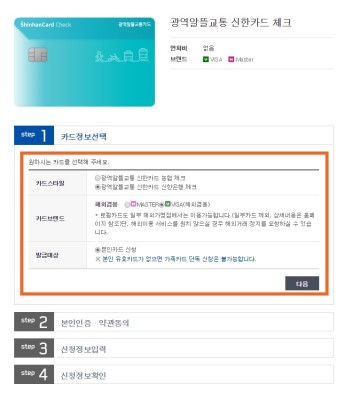 ShinhanCard Check
광역알뜰교통카드
광역알뜰교통 신한카드 체크
연회비 없음
브랜드 VISA Master
step 1 카드정보선택
원하시는 카드를 선택해 주세요.
카드스타일
광역알뜰교통 신한카드 농협 체크
광역알뜰교통 신한카드 신한은행 체크
카드브랜드
해외겸용 MASTER VISA(해외겸용)
* 로컬카드도 일부 해외가맹점에서는 이용가능합니다.(일부카드 제외, 상세내용은 홈페
이지 참조)단, 해외이용 서비스를 원치 않으실 경우 해외거래 정지를 요청하실 수 있습
니다.
발급대상
본인카드 신청
※ 본인 유효카드가 없으면 가족카드 단독 신청은 불가능합니다.
다음
step 2 본인인증 · 약관동의
step 3 신청정보입력
step 4 신청정보확인